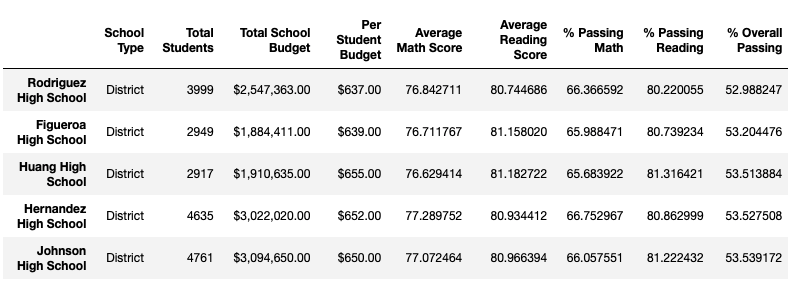 School Type	Total Students	Total School Budget	Per Student Budget	Average Math Score	Average Reading Score	% Passing Math	% Passing Reading	% Overall Passing
Rodriguez High School	District	3999	$2,547,363.00	$637.00	76.842711	80.744686	66.366592	80.220055	52.988247
Figueroa High School	District	2949	$1,884,411.00	$639.00	76.711767	81.158020	65.988471	80.739234	53.204476
Huang High School	District	2917	$1,910,635.00	$655.00	76.629414	81.182722	65.683922	81.316421	53.513884
Hernandez High School	District	4635	$3,022,020.00	$652.00	77.289752	80.934412	66.752967	80.862999	53.527508
Johnson High School	District	4761	$3,094,650.00	$650.00	77.072464	80.966394	66.057551	81.222432	53.539172